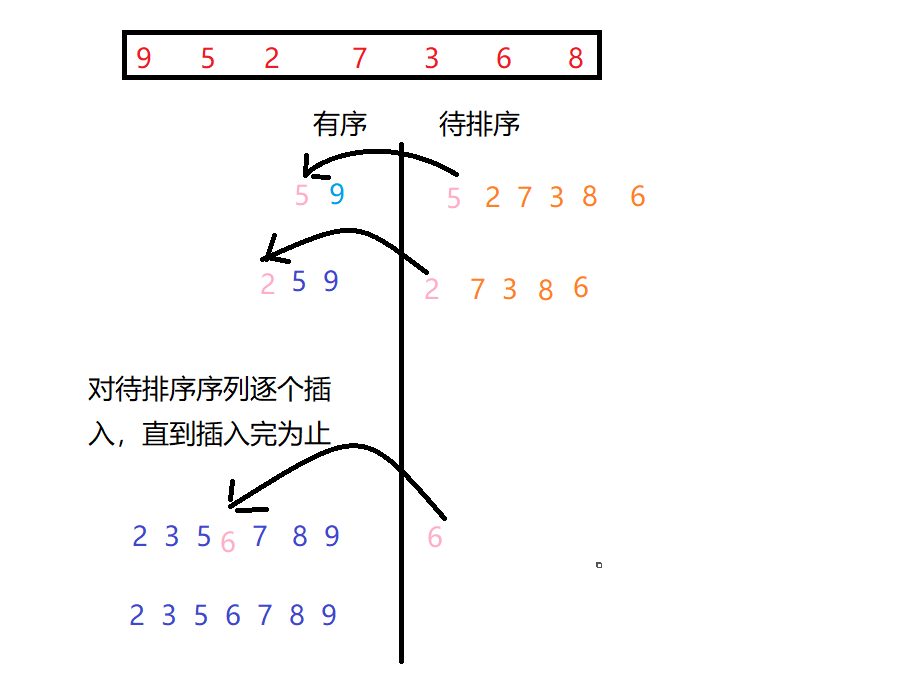 9 5 2 7 3 6 8
有序 待排序
5 9 5 2 7 3 8 6
2 5 9 2 7 3 8 6
对待排序序列逐个插
入，直到插入完为止
2 3 5 6 7 8 9 6
2 3 5 6 7 8 9